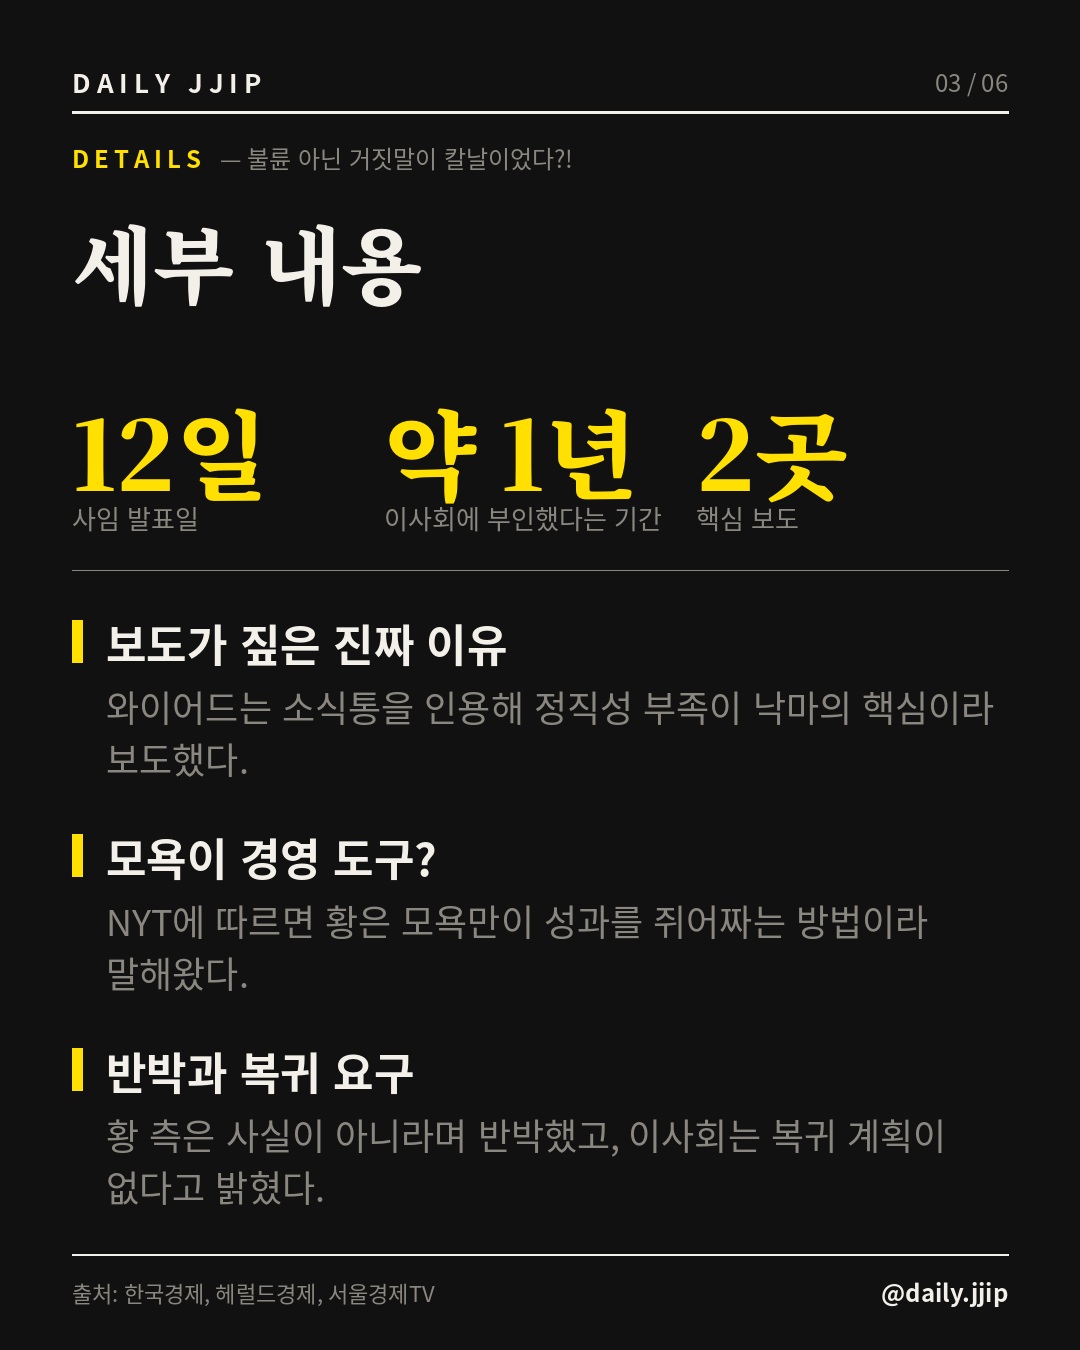 DAILY JJIP
03 / 06
DETAILS — 불륜 아닌 거짓말이 칼날이었다?!
세부 내용
12일 약 1년 2곳
사임 발표일 이사회에 부인했다는 기간 핵심 보도
보도가 짚은 진짜 이유
와이어드는 소식통을 인용해 정직성 부족이 낙마의 핵심이라
보도했다.
모욕이 경영 도구?
NYT에 따르면 황은 모욕만이 성과를 쥐어짜는 방법이라
말해왔다.
반박과 복귀 요구
황 측은 사실이 아니라며 반박했고, 이사회는 복귀 계획이
없다고 밝혔다.
출처: 한국경제, 헤럴드경제, 서울경제TV
@daily.jjip